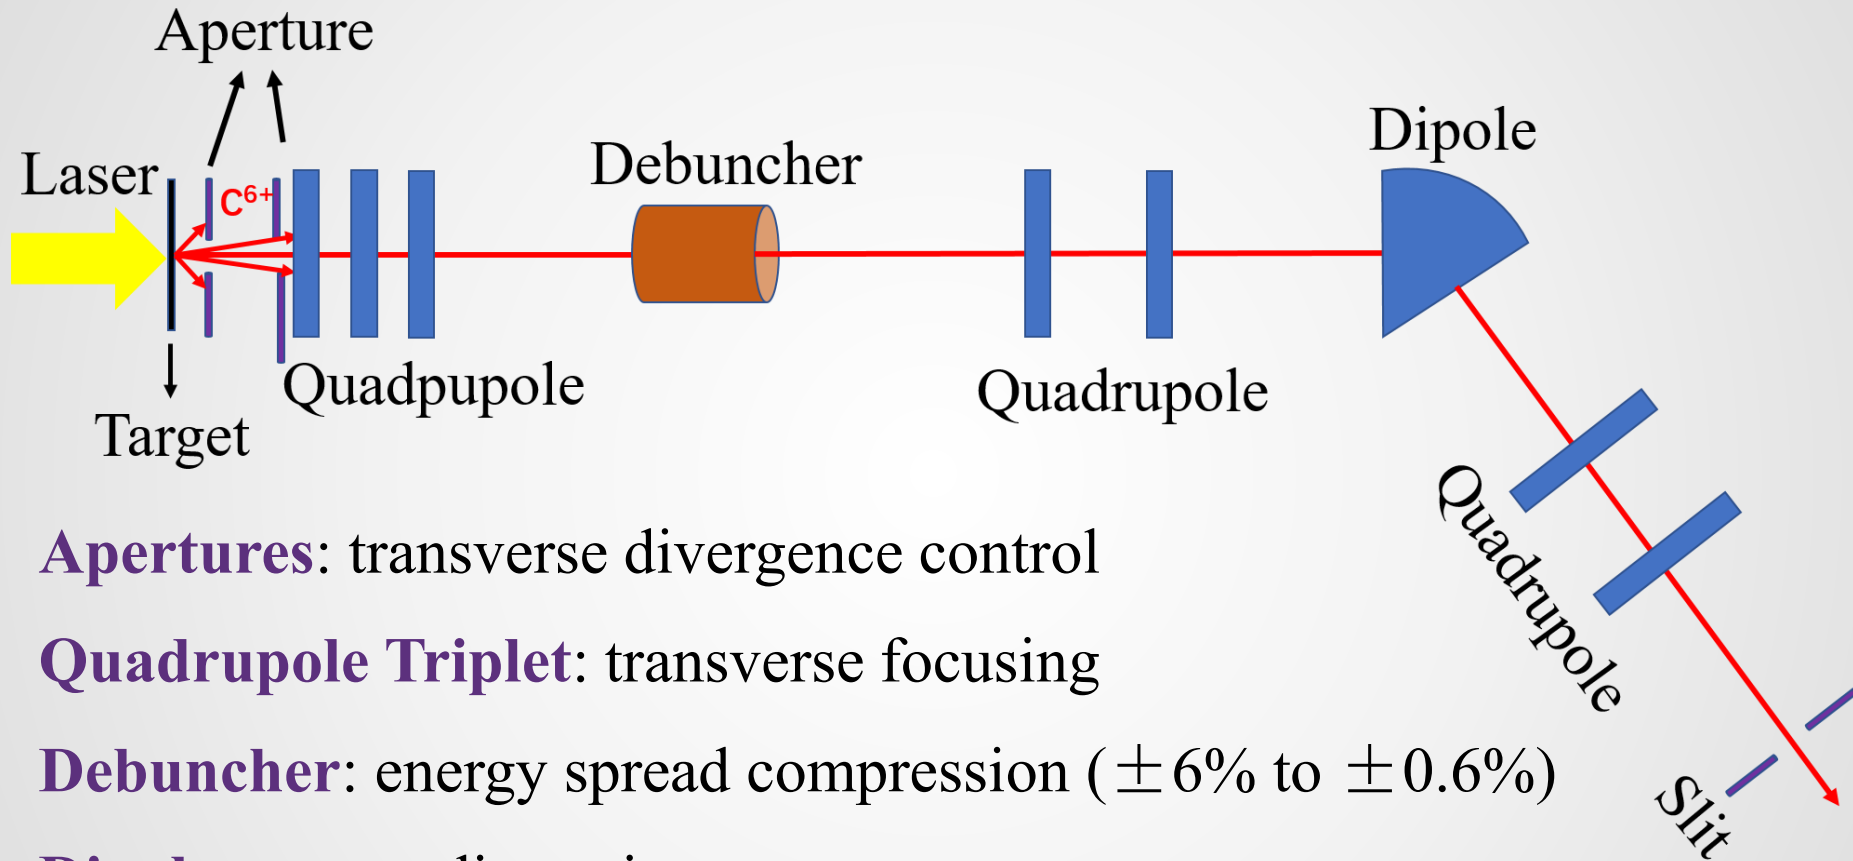 Aperture
Laser
C6+
Debuncher
Dipole
Quadpupole
Quadrupole
Target
Quadrupole
Slit
Apertures: transverse divergence control
Quadrupole Triplet: transverse focusing
Debuncher: energy spread compression (±6% to ±0.6%)